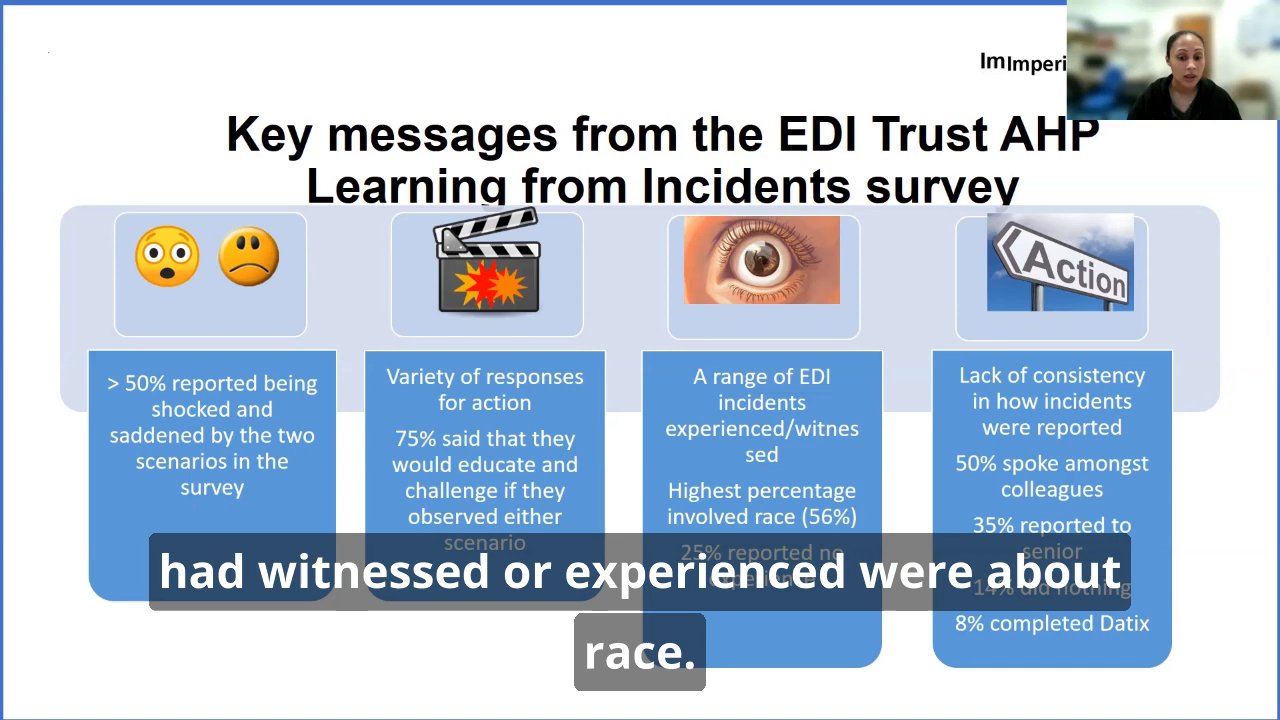 Im
Imperi
Key messages from the EDI Trust AHP
Learning from Incidents survey
Action
> 50% reported being
shocked and
saddened by the two
scenarios in the
survey
Variety of responses
for action
75% said that they
would educate and
challenge if they
observed either
scenario
A range of EDI
incidents
experienced/witnes
sed
Highest percentage
involved race (56%)
25% reported no
Lack of consistency
in how incidents
were reported
50% spoke amongst
colleagues
35% reported to
senior
14% did nothing
8% completed Datix
had witnessed or experienced were about
race.